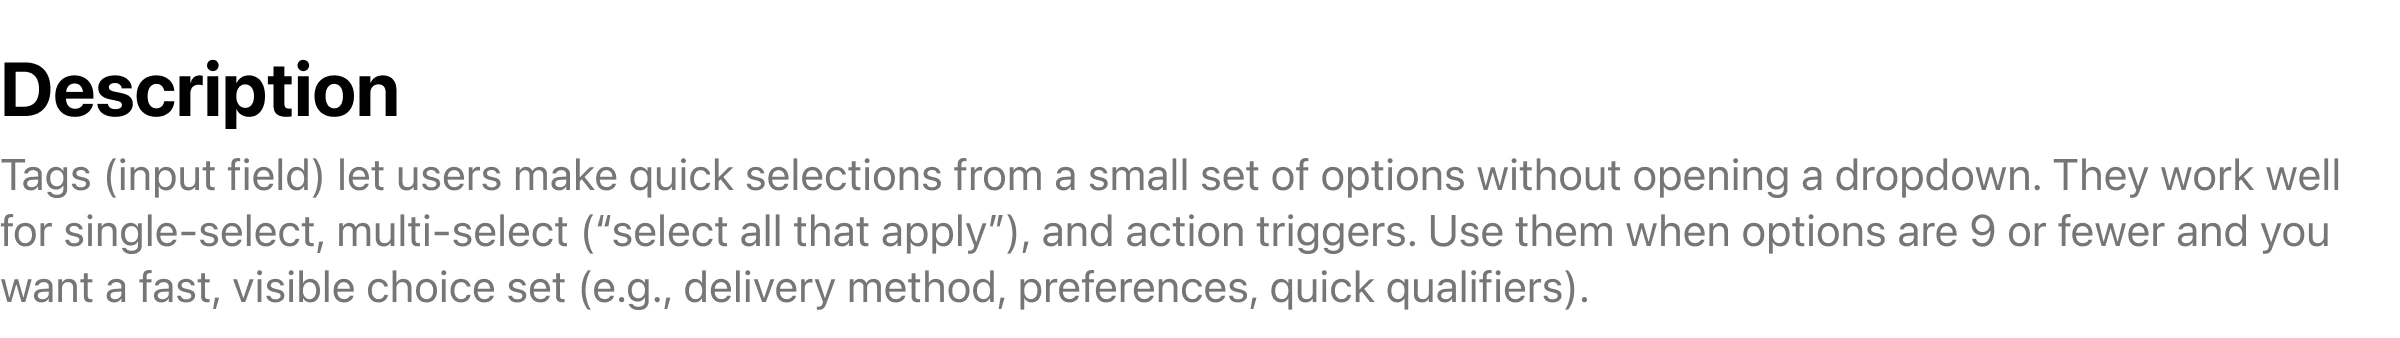 Description
Tags (input field) let users make quick selections from a small set of options without opening a dropdown. They work well
for single-select, multi-select (“select all that apply”), and action triggers. Use them when options are 9 or fewer and you
want a fast, visible choice set (e.g., delivery method, preferences, quick qualifiers).